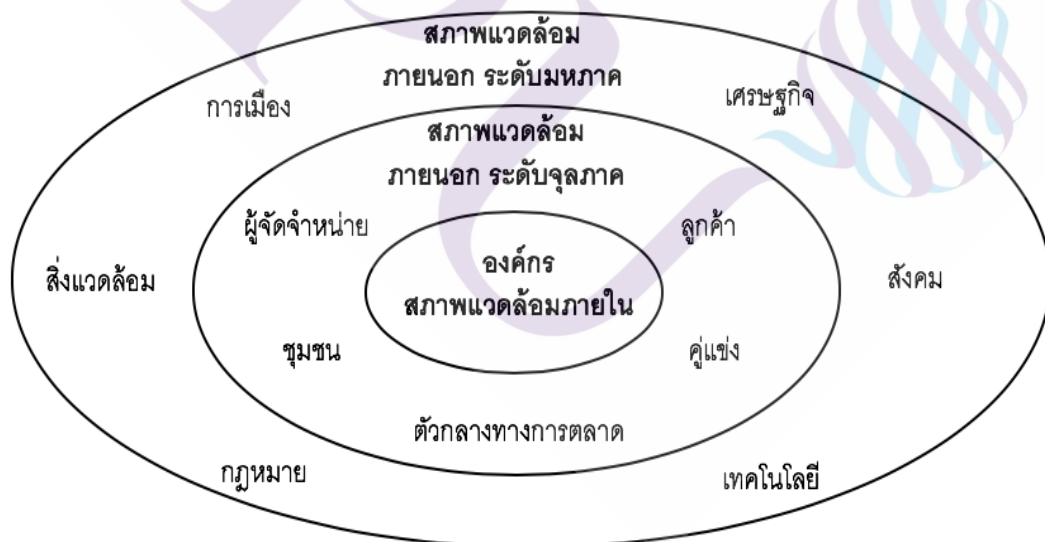 สภาพแวดล้อม
ภายนอก ระดับมหภาค
การเมือง
เศรษฐกิจ
สภาพแวดล้อม
ภายนอก ระดับจุลภาค
ผู้จัดจำหน่าย
ลูกค้า
องค์กร
สภาพแวดล้อมภายใน
สิ่งแวดล้อม
สังคม
ชุมชน
คู่แข่ง
ตัวกลางทางการตลาด
กฎหมาย
เทคโนโลยี